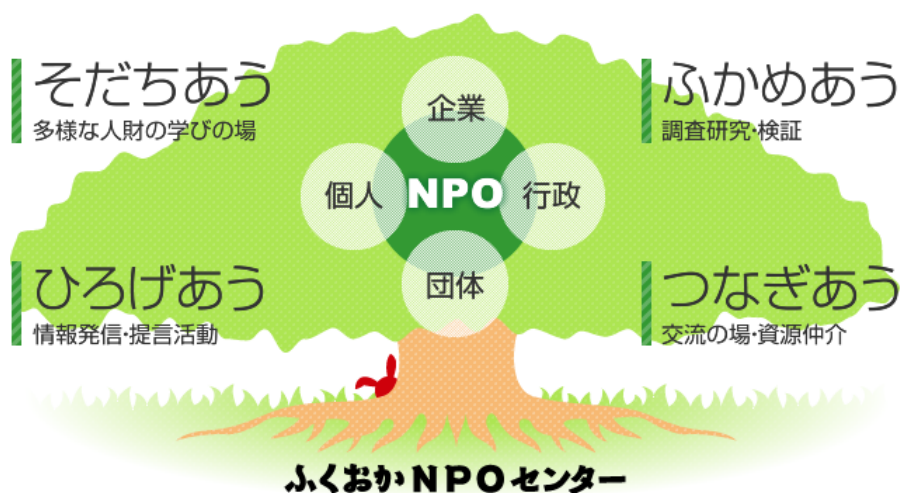 そだちあう
多様な人財の学びの場
ふかめあう
調査研究・検証
企業
個人
NPO
行政
団体
ひろげあう
情報発信・提言活動
つなぎあう
交流の場・資源仲介
ふくおかNPOセンター